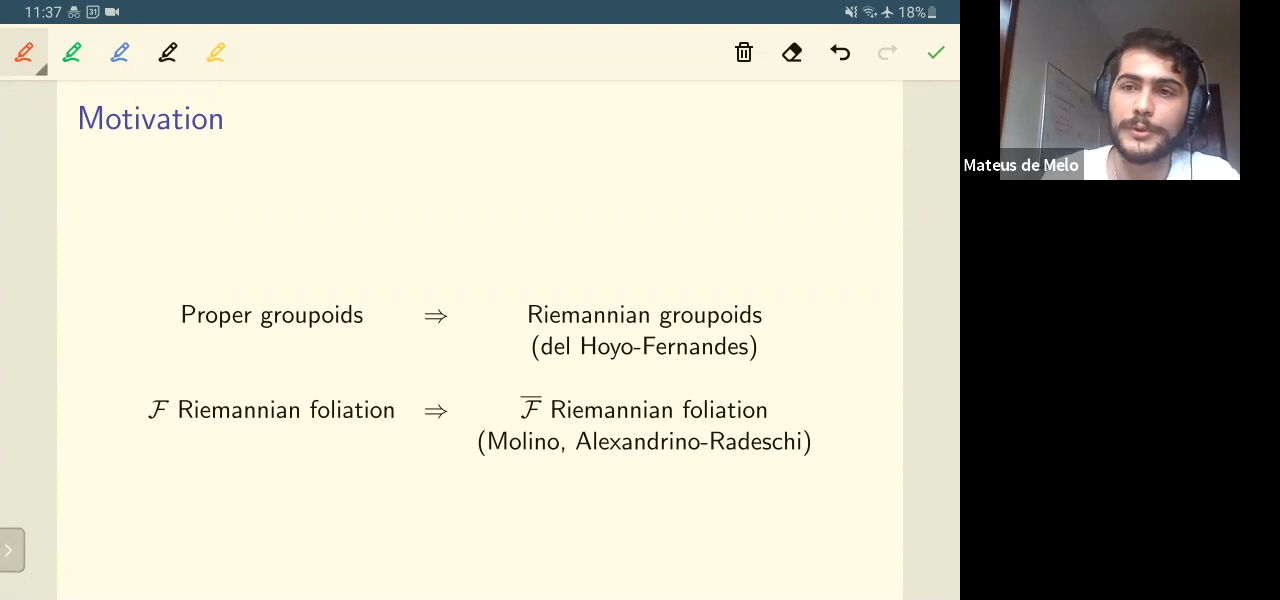 11:37
31
18%
Motivation
Proper groupoids ⇒ Riemannian groupoids
(del Hoyo-Fernandes)
ℱ Riemannian foliation ⇒ ℱ̅ Riemannian foliation
(Molino, Alexandrino-Radeschi)
Mateus de Melo